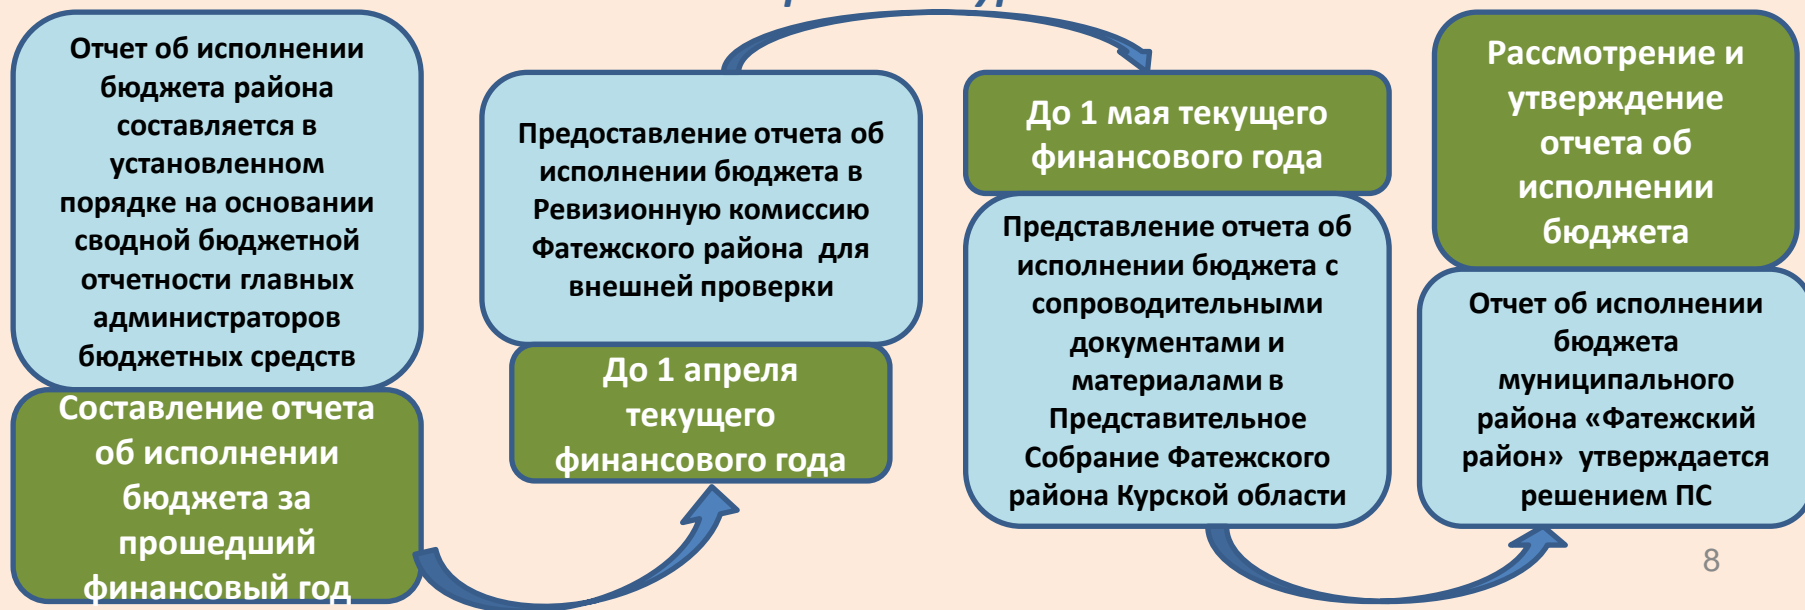 Отчет об исполнении
бюджета района
составляется в
установленном
порядке на основании
сводной бюджетной
отчетности главных
администраторов
бюджетных средств
Составление отчета
об исполнении
бюджета за
прошедший
финансовый год
Предоставление отчета об
исполнении бюджета в
Ревизионную комиссию
Фатежского района для
внешней проверки
До 1 апреля
текущего
финансового года
До 1 мая текущего
финансового года
Представление отчета об
исполнении бюджета с
сопроводительными
документами и
материалами в
Представительное
Собрание Фатежского
района Курской области
Рассмотрение и
утверждение
отчета об
исполнении
бюджета
Отчет об исполнении
бюджета
муниципального
района «Фатежский
район» утверждается
решением ПС
8